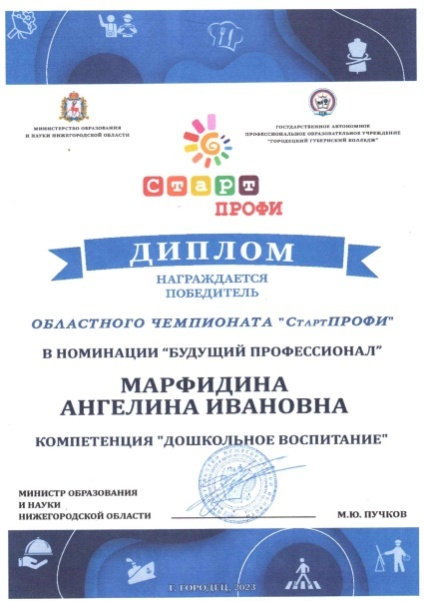 МИНИСТЕРСТВО ОБРАЗОВАНИЯ
И НАУКИ НИЖЕГОРОДСКОЙ ОБЛАСТИ
ГОСУДАРСТВЕННОЕ АВТОНОМНОЕ
ПРОФЕССИОНАЛЬНОЕ ОБРАЗОВАТЕЛЬНОЕ УЧРЕЖДЕНИЕ
"ГОРОДЕЦКИЙ ГУБЕРНСКИЙ КОЛЛЕДЖ"
Старт
ПРОФИ
ДИПЛОМ
НАГРАЖДАЕТСЯ
ПОБЕДИТЕЛЬ
ОБЛАСТНОГО ЧЕМПИОНАТА "СтартПРОФИ"
В НОМИНАЦИИ "БУДУЩИЙ ПРОФЕССИОНАЛ"
МАРФИДИНА
АНГЕЛИНА ИВАНОВНА
КОМПЕТЕНЦИЯ "ДОШКОЛЬНОЕ ВОСПИТАНИЕ"
МИНИСТР ОБРАЗОВАНИЯ
И НАУКИ
НИЖЕГОРОДСКОЙ ОБЛАСТИ
М.Ю. ПУЧКОВ
Г. ГОРОДЕЦ, 2023